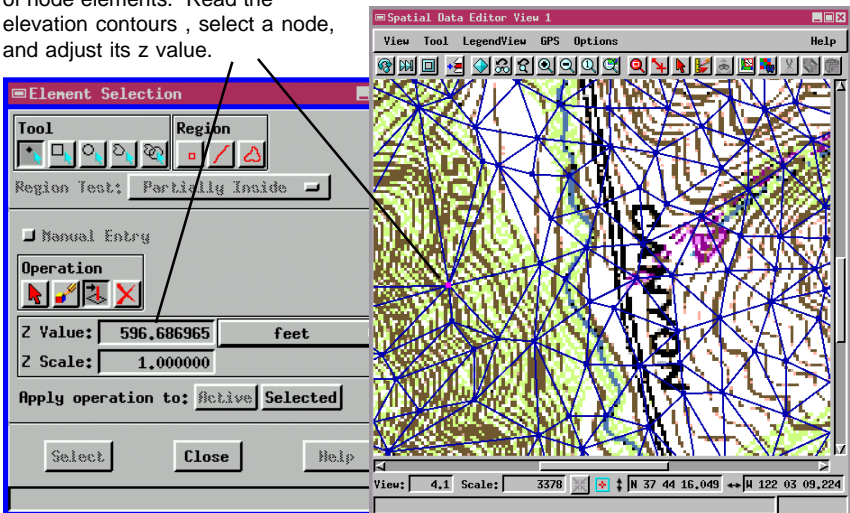 of node elements. Read the
elevation contours , select a node,
and adjust its z value.
Element Selection
Tool
Region
Region Test: Partially Inside
Manual Entry
Operation
Z Value: 596.686965 feet
Z Scale: 1.000000
Apply operation to: Active Selected
Select Close Help
Spatial Data Editor View 1
View Tool LegendView GPS Options Help
500
CANYON
View: 4.1 Scale: 3378 N 37 44 16.049 W 122 03 09.224